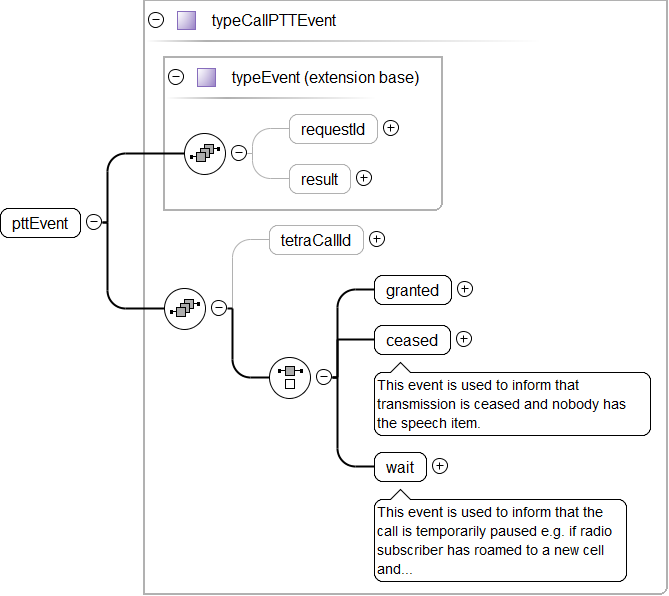 typeCallPTTEvent
typeEvent (extension base)
requestId
result
pttEvent
tetraCallId
granted
ceased
This event is used to inform that
transmission is ceased and nobody has
the speech item.
wait
This event is used to inform that the
call is temporarily paused e.g. if radio
subscriber has roamed to a new cell
and...